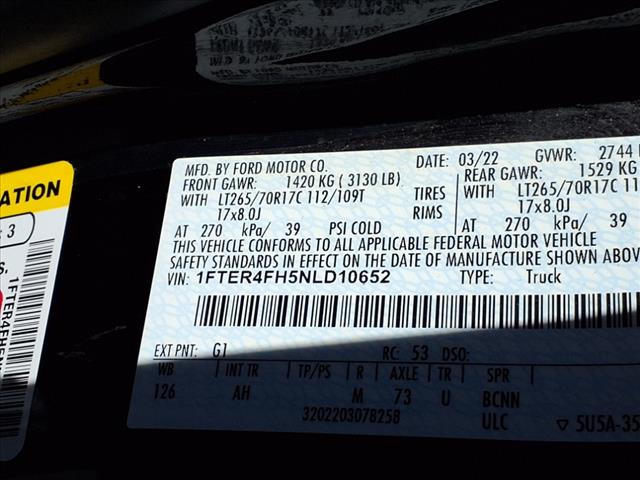 ATION
: 3
S.
1FTER4FH5N
MFD. BY FORD MOTOR CO.
DATE: 03/22 GVWR: 2744
FRONT GAWR: 1420 KG ( 3130 LB)
REAR GAWR: 1529 KG
WITH LT265/70R17C 112/109T TIRES WITH LT265/70R17C
17x8.0J RIMS 17x8.0J
AT 270 kPa/ 39 PSI COLD AT 270 kPa/ 39
THIS VEHICLE CONFORMS TO ALL APPLICABLE FEDERAL MOTOR VEHICLE
SAFETY STANDARDS IN EFFECT ON THE DATE OF MANUFACTURE SHOWN ABOVE
VIN: 1FTER4FH5NLD10652 TYPE: Truck
EXT PNT: G1 RC: 53 DSO:
WB INT TR TP/PS R AXLE TR SPR
126 AH M 73 U BCNN
3202203078258 ULC ▽ 5U5A-35